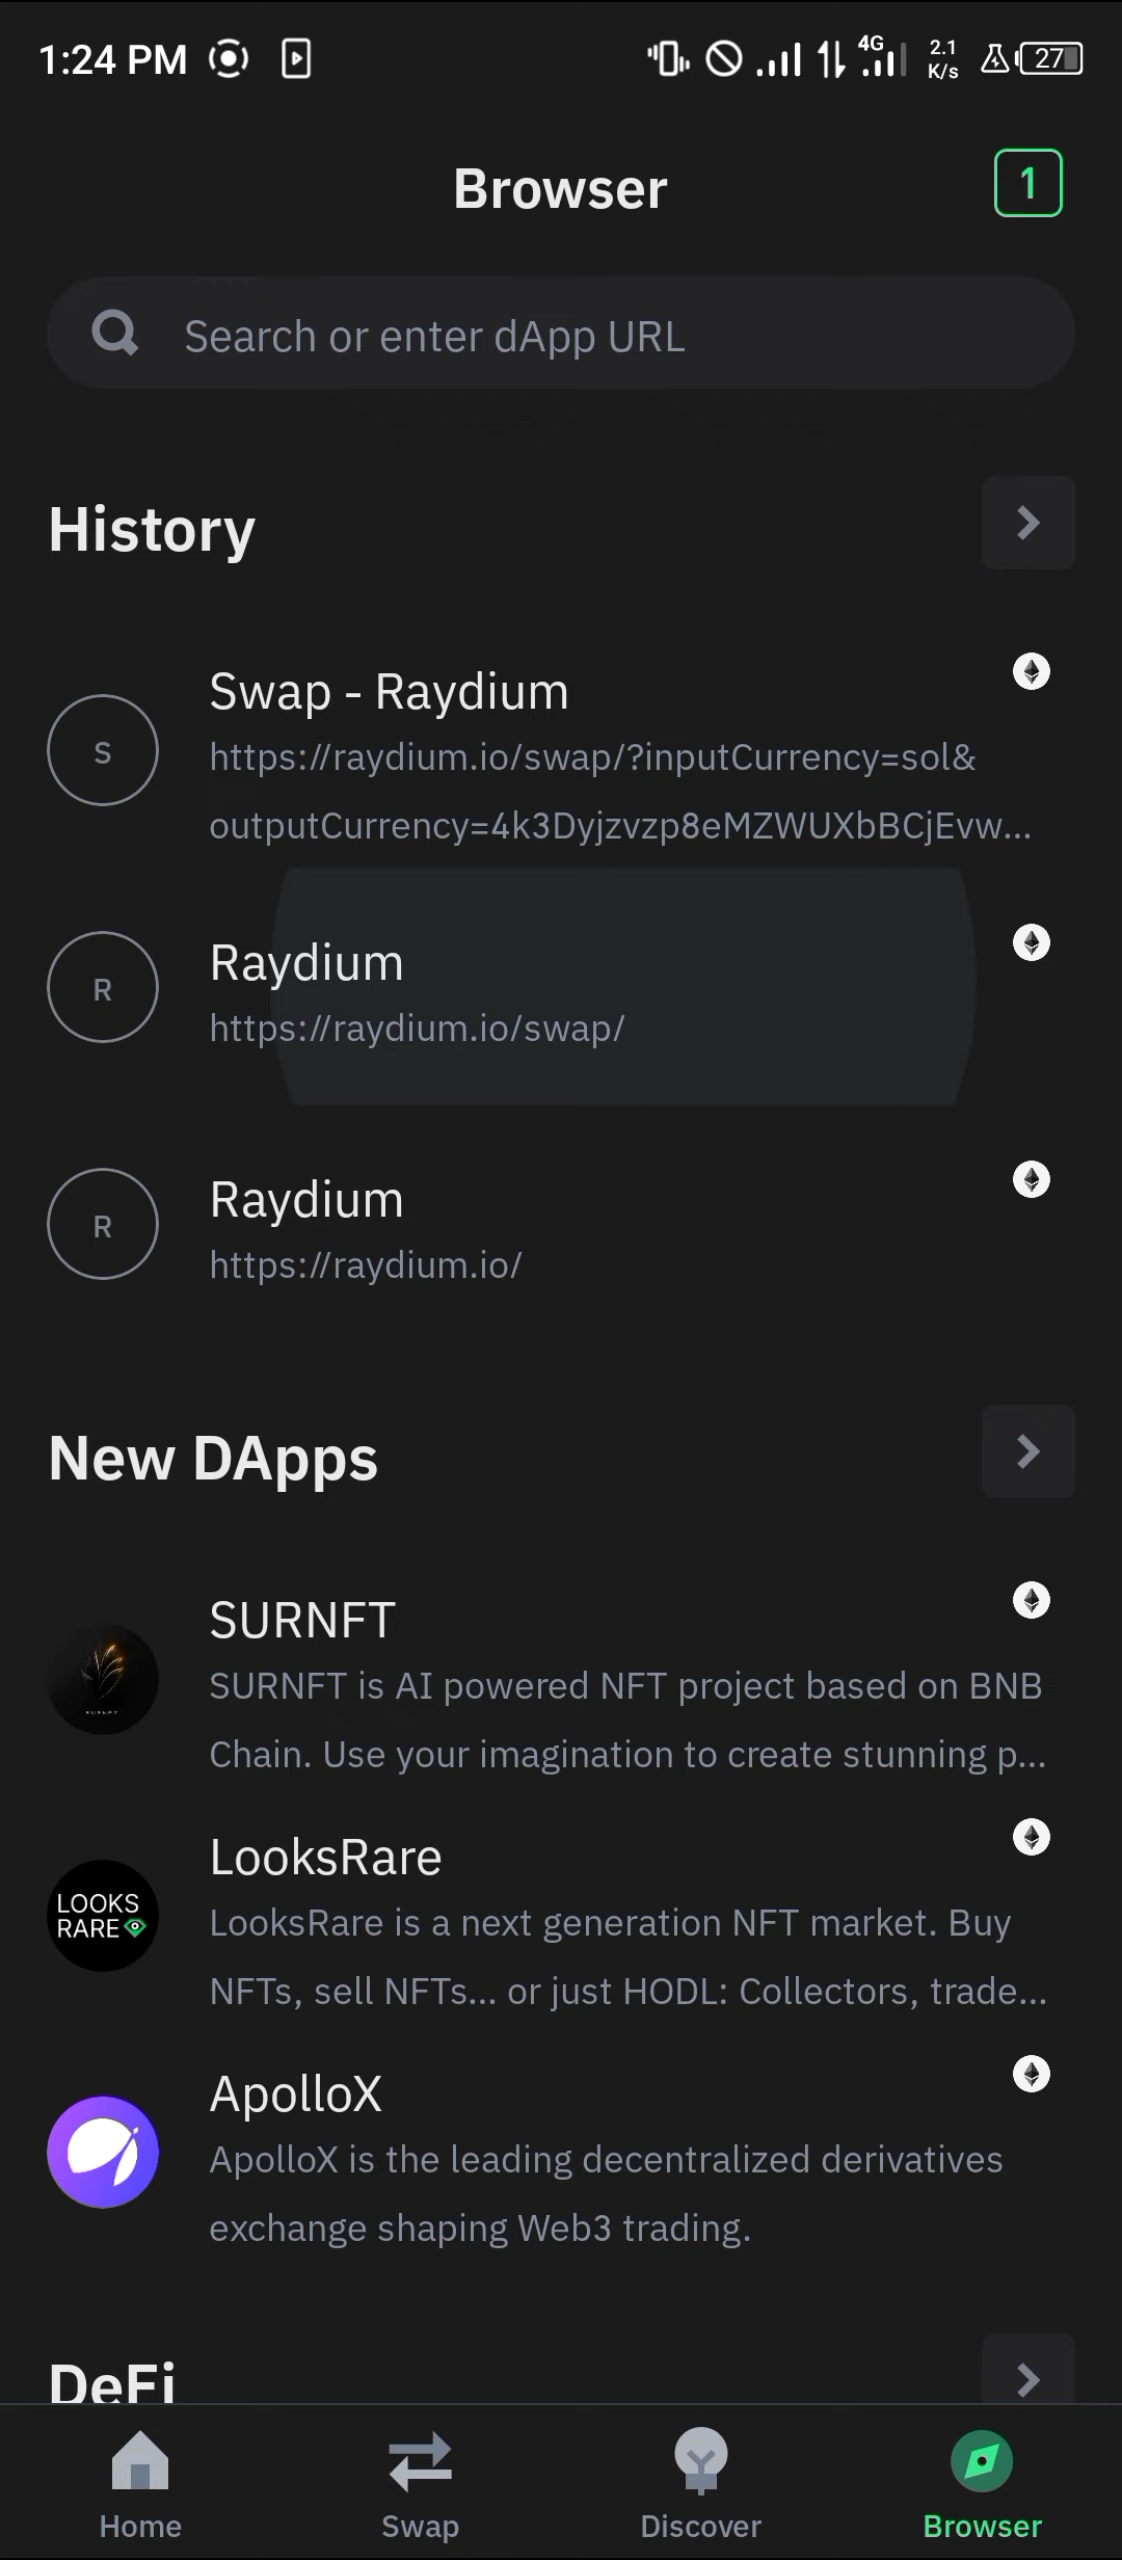 1:24 PM
4G
2.1
K/s
27
Browser
1
Search or enter dApp URL
History
S
Swap - Raydium
https://raydium.io/swap/?inputCurrency=sol&
outputCurrency=4k3Dyjzvzp8eMZWUXbBCjEvw...
R
Raydium
https://raydium.io/swap/
R
Raydium
https://raydium.io/
New DApps
SURNFT
SURNFT
SURNFT is AI powered NFT project based on BNB
Chain. Use your imagination to create stunning p...
LOOKS
RARE
LooksRare
LooksRare is a next generation NFT market. Buy
NFTs, sell NFTs... or just HODL: Collectors, trade...
ApolloX
ApolloX is the leading decentralized derivatives
exchange shaping Web3 trading.
DeFi
Home
Swap
Discover
Browser